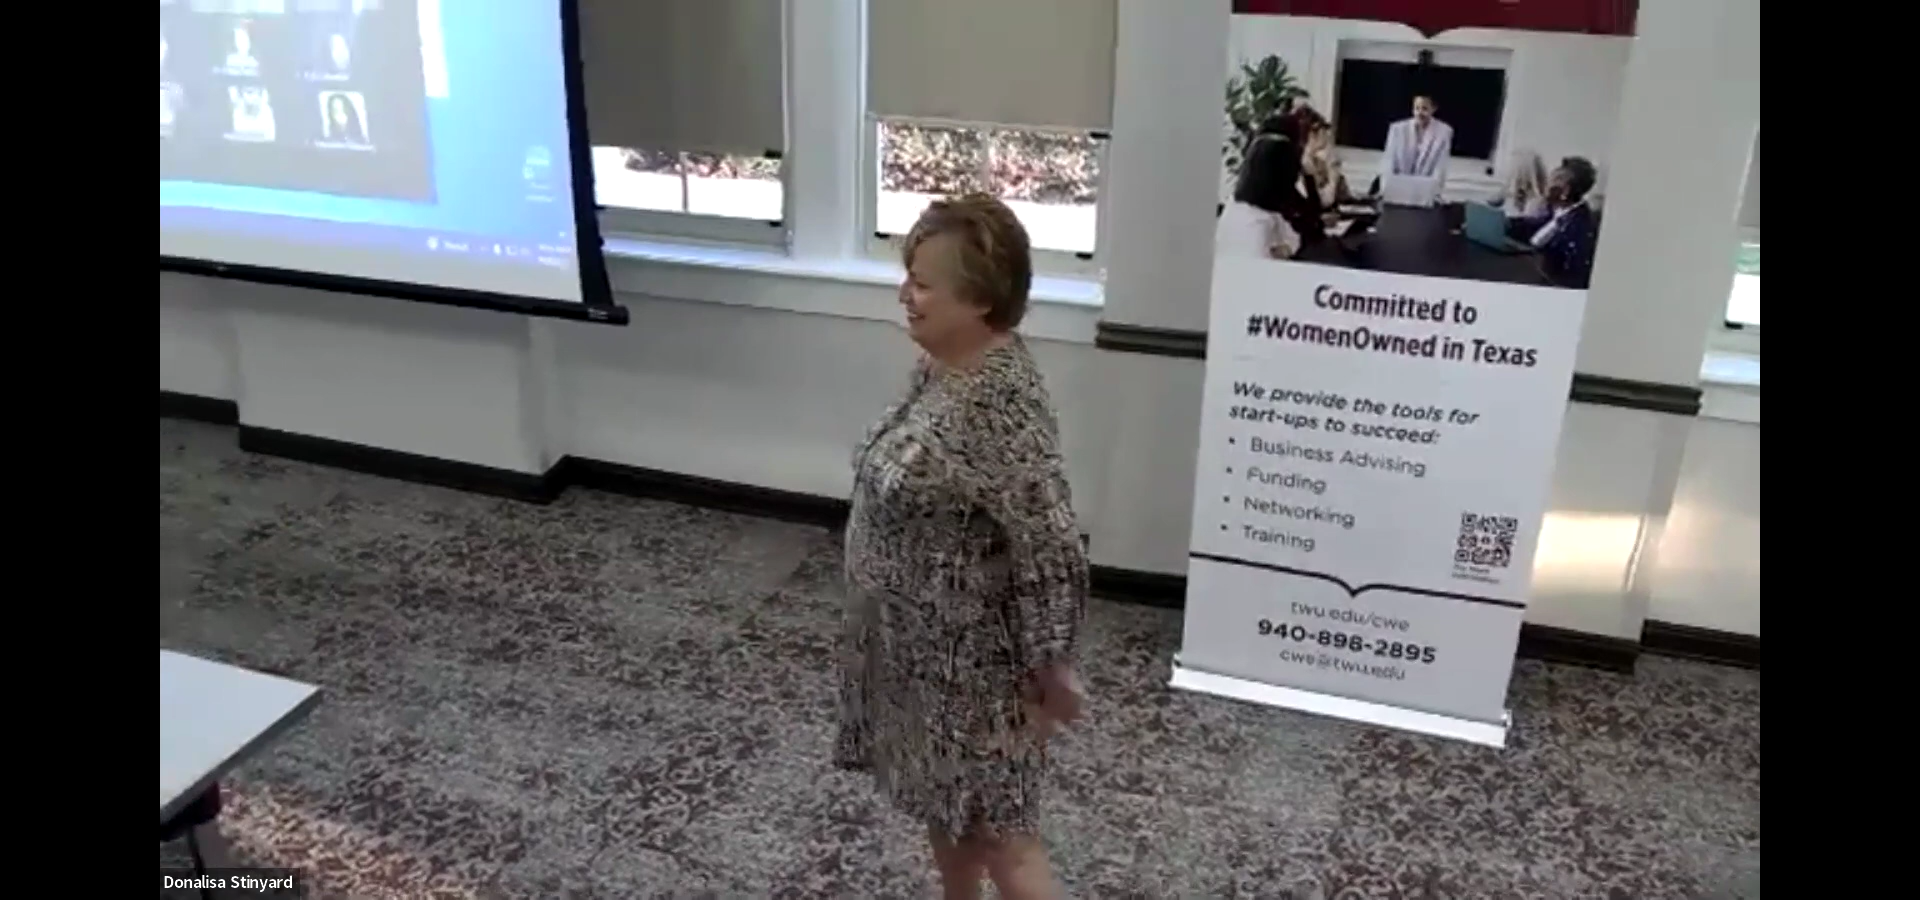 Committed to
#WomenOwned in Texas
We provide the tools for
start-ups to succeed:
• Business Advising
• Funding
• Networking
• Training
twu.edu/cwe
940-898-2895
cwe@twu.edu
Donalisa Stinyard